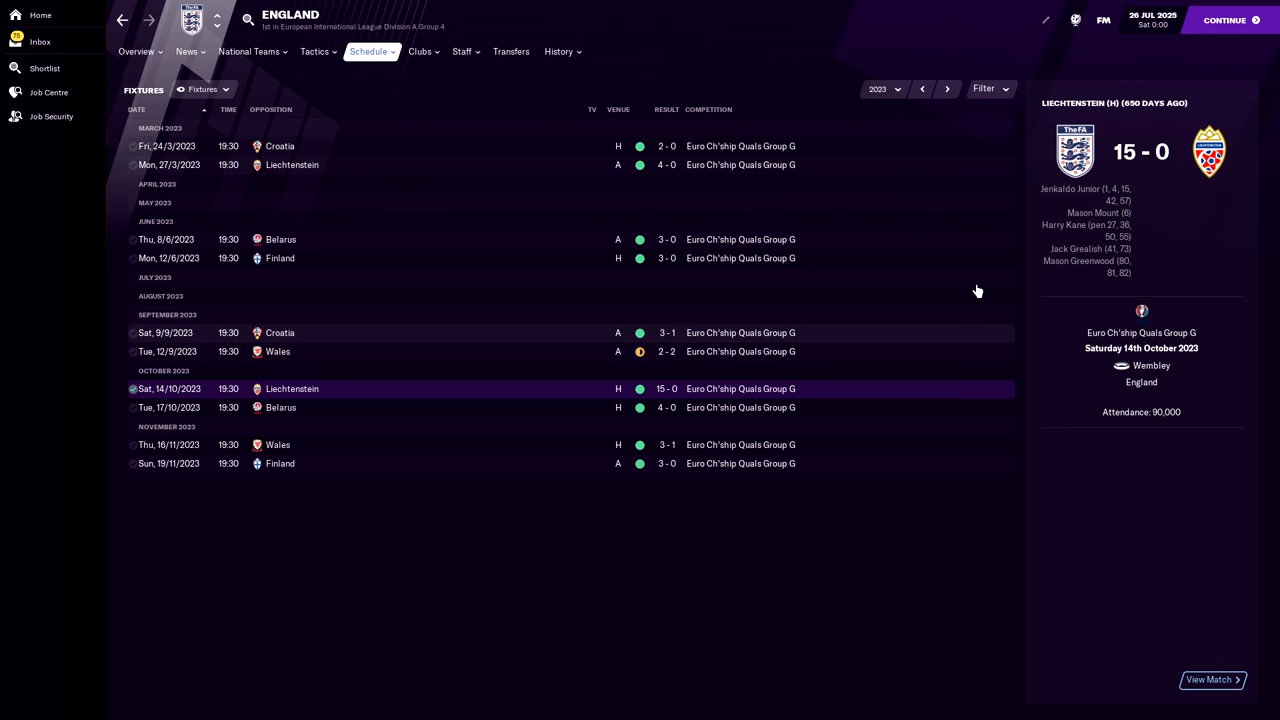 Home
ENGLAND
1st in European International League Division A Group 4
26 JUL 2025
Sat 0:00
FM
CONTINUE
75
Inbox
Overview
News
National Teams
Tactics
Schedule
Clubs
Staff
Transfers
History
Shortlist
Job Centre
Job Security
FIXTURES
Fixtures
2023
Filter
DATE TIME OPPOSITION TV VENUE RESULT COMPETITION
MARCH 2023
Fri, 24/3/2023 19:30 Croatia H 2 - 0 Euro Ch'ship Quals Group G
Mon, 27/3/2023 19:30 Liechtenstein A 4 - 0 Euro Ch'ship Quals Group G
APRIL 2023
MAY 2023
JUNE 2023
Thu, 8/6/2023 19:30 Belarus A 3 - 0 Euro Ch'ship Quals Group G
Mon, 12/6/2023 19:30 Finland H 3 - 0 Euro Ch'ship Quals Group G
JULY 2023
AUGUST 2023
SEPTEMBER 2023
Sat, 9/9/2023 19:30 Croatia A 3 - 1 Euro Ch'ship Quals Group G
Tue, 12/9/2023 19:30 Wales A 2 - 2 Euro Ch'ship Quals Group G
OCTOBER 2023
Sat, 14/10/2023 19:30 Liechtenstein H 15 - 0 Euro Ch'ship Quals Group G
Tue, 17/10/2023 19:30 Belarus H 4 - 0 Euro Ch'ship Quals Group G
NOVEMBER 2023
Thu, 16/11/2023 19:30 Wales H 3 - 1 Euro Ch'ship Quals Group G
Sun, 19/11/2023 19:30 Finland A 3 - 0 Euro Ch'ship Quals Group G
LIECHTENSTEIN (H) (650 DAYS AGO)
The FA
15 - 0
LIECHTENSTEIN
Jenkaldo Junior (1, 4, 15,
42, 57)
Mason Mount (6)
Harry Kane (pen 27, 36,
50, 55)
Jack Grealish (41, 73)
Mason Greenwood (80,
81, 82)
Euro Ch'ship Quals Group G
Saturday 14th October 2023
Wembley
England
Attendance: 90,000
View Match